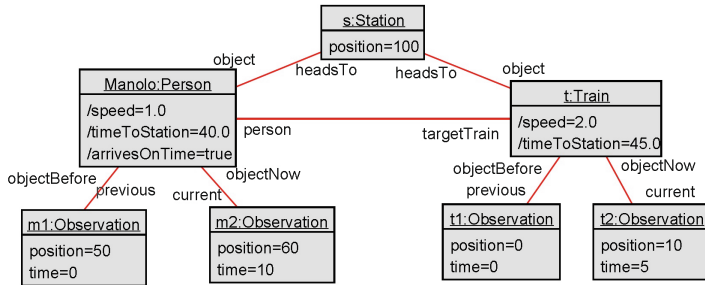 s:Station
position=100
object
headsTo
headsTo
object
Manolo:Person
/speed=1.0
/timeToStation=40.0
/arrivesOnTime=true
person
targetTrain
t:Train
/speed=2.0
/timeToStation=45.0
objectBefore
previous
current
objectNow
objectBefore
previous
objectNow
current
m1:Observation
position=50
time=0
m2:Observation
position=60
time=10
t1:Observation
position=0
time=0
t2:Observation
position=10
time=5